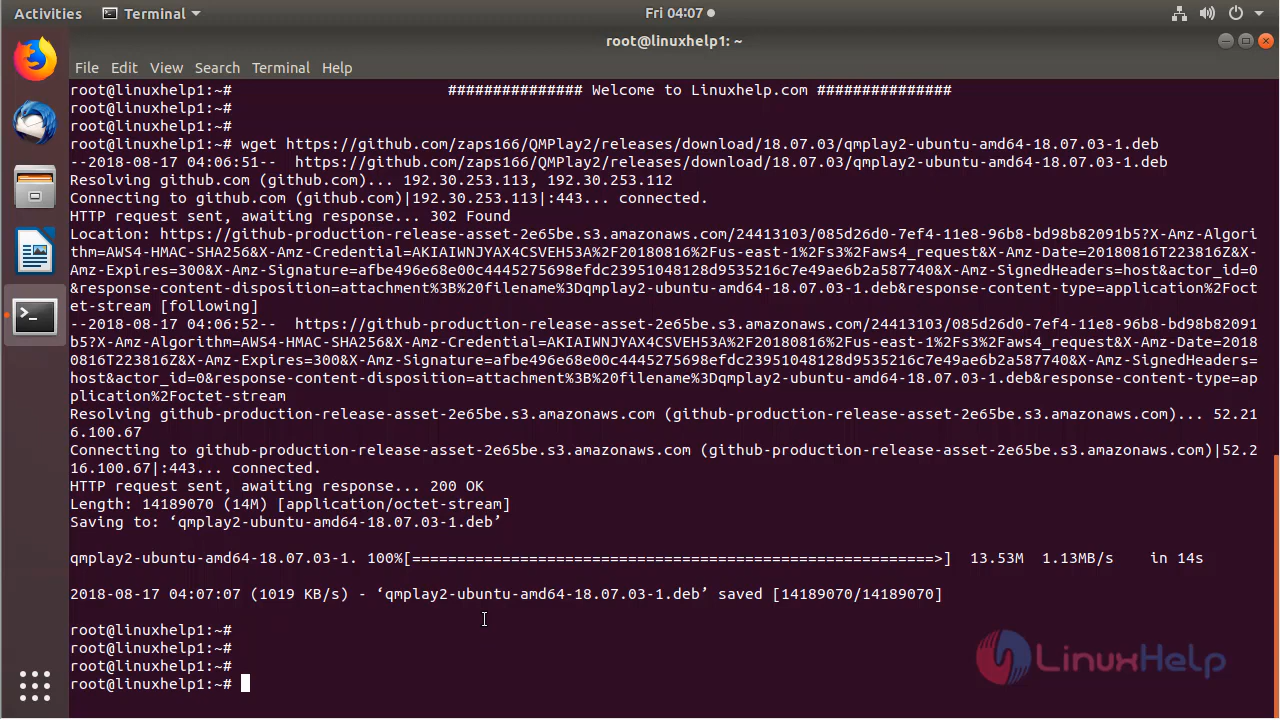 Activities Terminal Fri 04:07
root@linuxhelp1: ~
File Edit View Search Terminal Help
root@linuxhelp1:~# ############### Welcome to Linuxhelp.com ###############
root@linuxhelp1:~#
root@linuxhelp1:~#
root@linuxhelp1:~# wget https://github.com/zaps166/QMPlay2/releases/download/18.07.03/qmplay2-ubuntu-amd64-18.07.03-1.deb
--2018-08-17 04:06:51-- https://github.com/zaps166/QMPlay2/releases/download/18.07.03/qmplay2-ubuntu-amd64-18.07.03-1.deb
Resolving github.com (github.com)... 192.30.253.113, 192.30.253.112
Connecting to github.com (github.com)|192.30.253.113|:443... connected.
HTTP request sent, awaiting response... 302 Found
Location: https://github-production-release-asset-2e65be.s3.amazonaws.com/24413103/085d26d0-7ef4-11e8-96b8-bd98b82091b5?X-Amz-Algori
thm=AWS4-HMAC-SHA256&X-Amz-Credential=AKIAIWNJYAX4CSVEH53A%2F20180816%2Fus-east-1%2Fs3%2Faws4_request&X-Amz-Date=20180816T223816Z&X-
Amz-Expires=300&X-Amz-Signature=afbe496e68e00c4445275698efdc23951048128d9535216c7e49ae6b2a587740&X-Amz-SignedHeaders=host&actor_id=0
&response-content-disposition=attachment%3B%20filename%3Dqmplay2-ubuntu-amd64-18.07.03-1.deb&response-content-type=application%2Foct
et-stream [following]
--2018-08-17 04:06:52-- https://github-production-release-asset-2e65be.s3.amazonaws.com/24413103/085d26d0-7ef4-11e8-96b8-bd98b82091
b5?X-Amz-Algorithm=AWS4-HMAC-SHA256&X-Amz-Credential=AKIAIWNJYAX4CSVEH53A%2F20180816%2Fus-east-1%2Fs3%2Faws4_request&X-Amz-Date=2018
0816T223816Z&X-Amz-Expires=300&X-Amz-Signature=afbe496e68e00c4445275698efdc23951048128d9535216c7e49ae6b2a587740&X-Amz-SignedHeaders=
host&actor_id=0&response-content-disposition=attachment%3B%20filename%3Dqmplay2-ubuntu-amd64-18.07.03-1.deb&response-content-type=ap
plication%2Foctet-stream
Resolving github-production-release-asset-2e65be.s3.amazonaws.com (github-production-release-asset-2e65be.s3.amazonaws.com)... 52.21
6.100.67
Connecting to github-production-release-asset-2e65be.s3.amazonaws.com (github-production-release-asset-2e65be.s3.amazonaws.com)|52.2
16.100.67|:443... connected.
HTTP request sent, awaiting response... 200 OK
Length: 14189070 (14M) [application/octet-stream]
Saving to: ‘qmplay2-ubuntu-amd64-18.07.03-1.deb’
qmplay2-ubuntu-amd64-18.07.03-1. 100%[==========================================================>] 13.53M 1.13MB/s in 14s
2018-08-17 04:07:07 (1019 KB/s) - ‘qmplay2-ubuntu-amd64-18.07.03-1.deb’ saved [14189070/14189070]
root@linuxhelp1:~#
root@linuxhelp1:~#
root@linuxhelp1:~#
root@linuxhelp1:~#
LinuxHelp